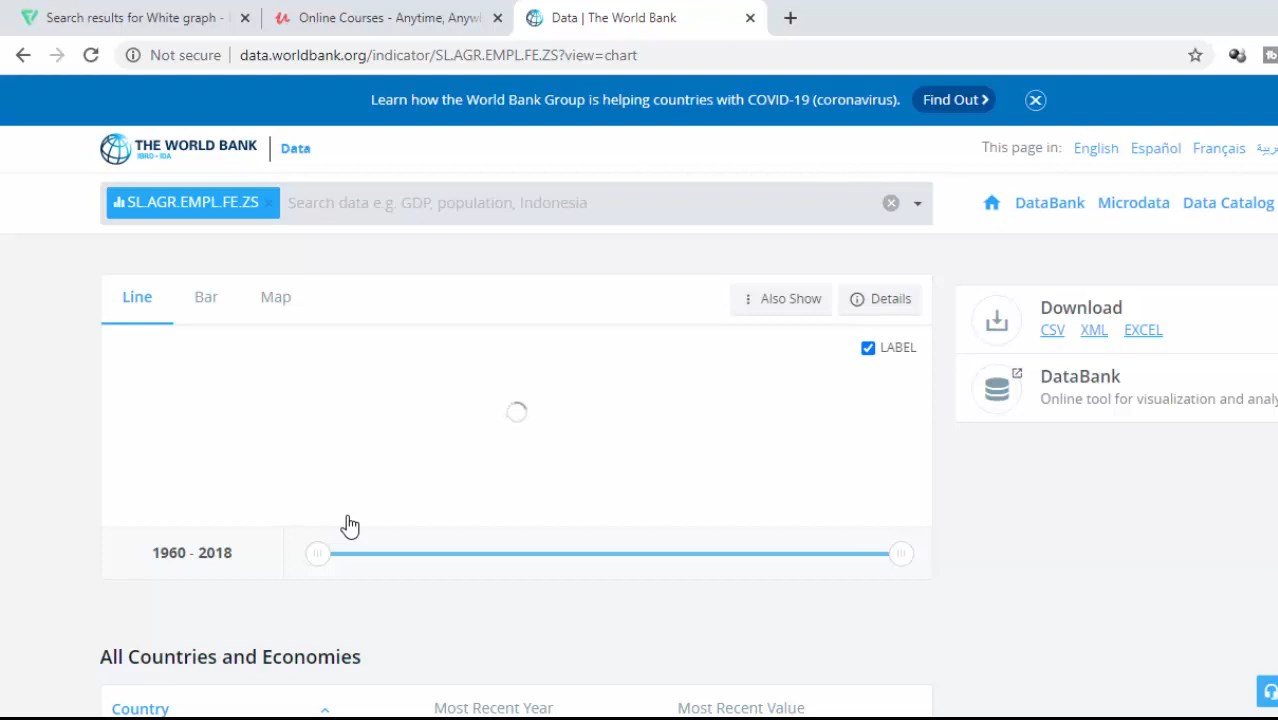 Search results for White graph -
Online Courses - Anytime, Anyw
Data | The World Bank
Not secure | data.worldbank.org/indicator/SL.AGR.EMPL.FE.ZS?view=chart
Learn how the World Bank Group is helping countries with COVID-19 (coronavirus). Find Out
THE WORLD BANK
IBRD • IDA
Data
This page in: English Español Français
SL.AGR.EMPL.FE.ZS
Search data e.g. GDP, population, Indonesia
DataBank Microdata Data Catalog
Line Bar Map
Also Show Details
LABEL
Download
CSV XML EXCEL
DataBank
Online tool for visualization and analy
1960 - 2018
All Countries and Economies
Country Most Recent Year Most Recent Value